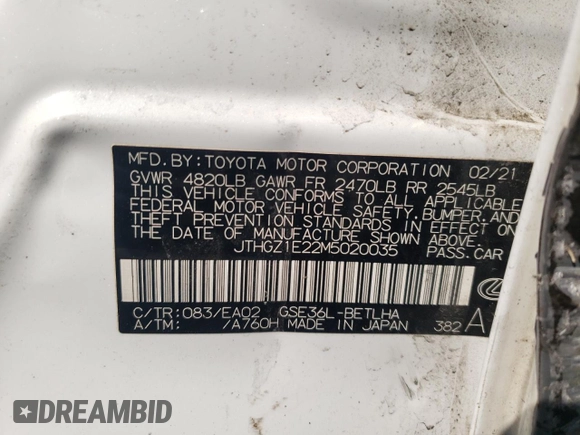 MFD. BY: TOYOTA MOTOR CORPORATION 02/21
GVWR 4820LB GAWR FR 2470LB RR 2545LB
THIS VEHICLE CONFORMS TO ALL APPLICABLE
FEDERAL MOTOR VEHICLE SAFETY, BUMPER, AND
THEFT PREVENTION STANDARDS IN EFFECT ON
THE DATE OF MANUFACTURE SHOWN ABOVE.
JTHGZ1E22M5020035 PASS.CAR
C/TR: 083/EA02 GSE36L-BETLHA
A/TM: /A760H MADE IN JAPAN 382 A
DREAMBID